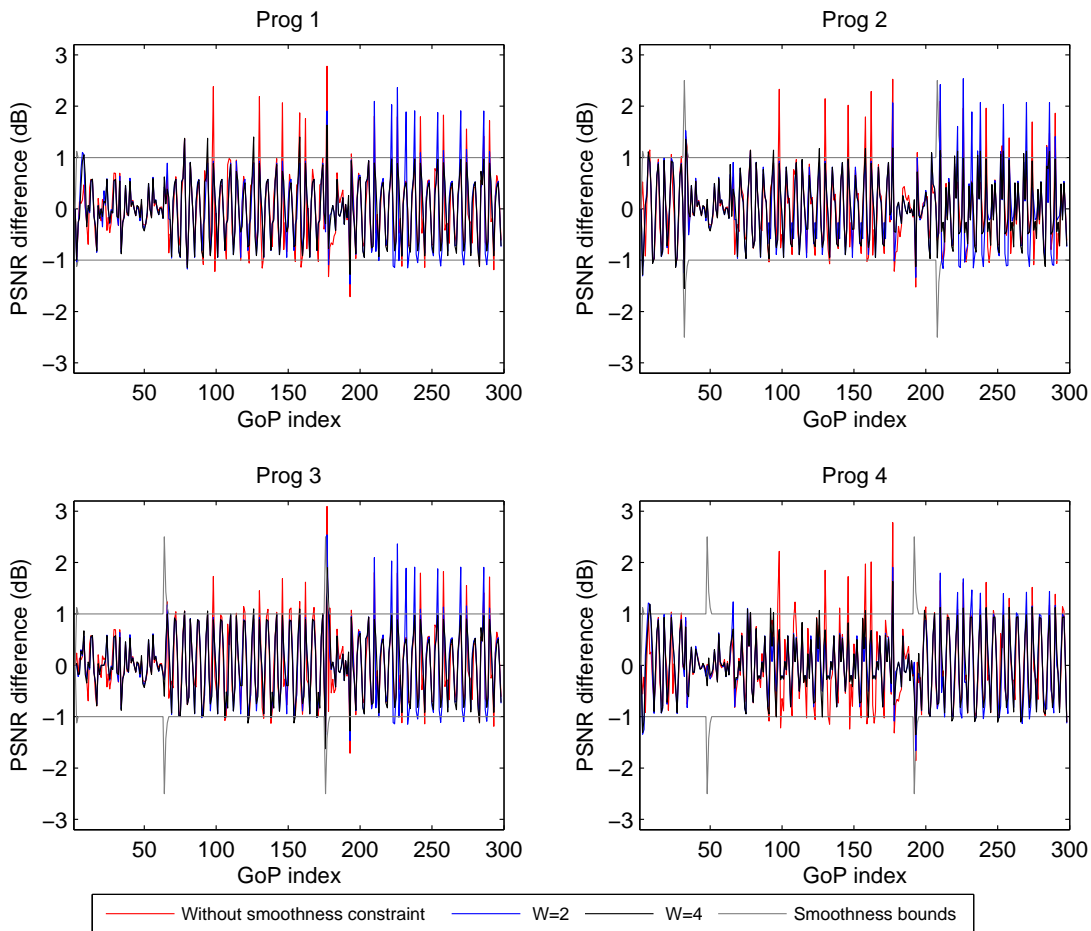 Prog 1
Prog 2
3
2
1
0
−1
−2
−3
PSNR difference (dB)
50 100 150 200 250 300
GoP index
3
2
1
0
−1
−2
−3
PSNR difference (dB)
50 100 150 200 250 300
GoP index
Prog 3
Prog 4
3
2
1
0
−1
−2
−3
PSNR difference (dB)
50 100 150 200 250 300
GoP index
3
2
1
0
−1
−2
−3
PSNR difference (dB)
50 100 150 200 250 300
GoP index
Without smoothness constraint W=2 W=4 Smoothness bounds